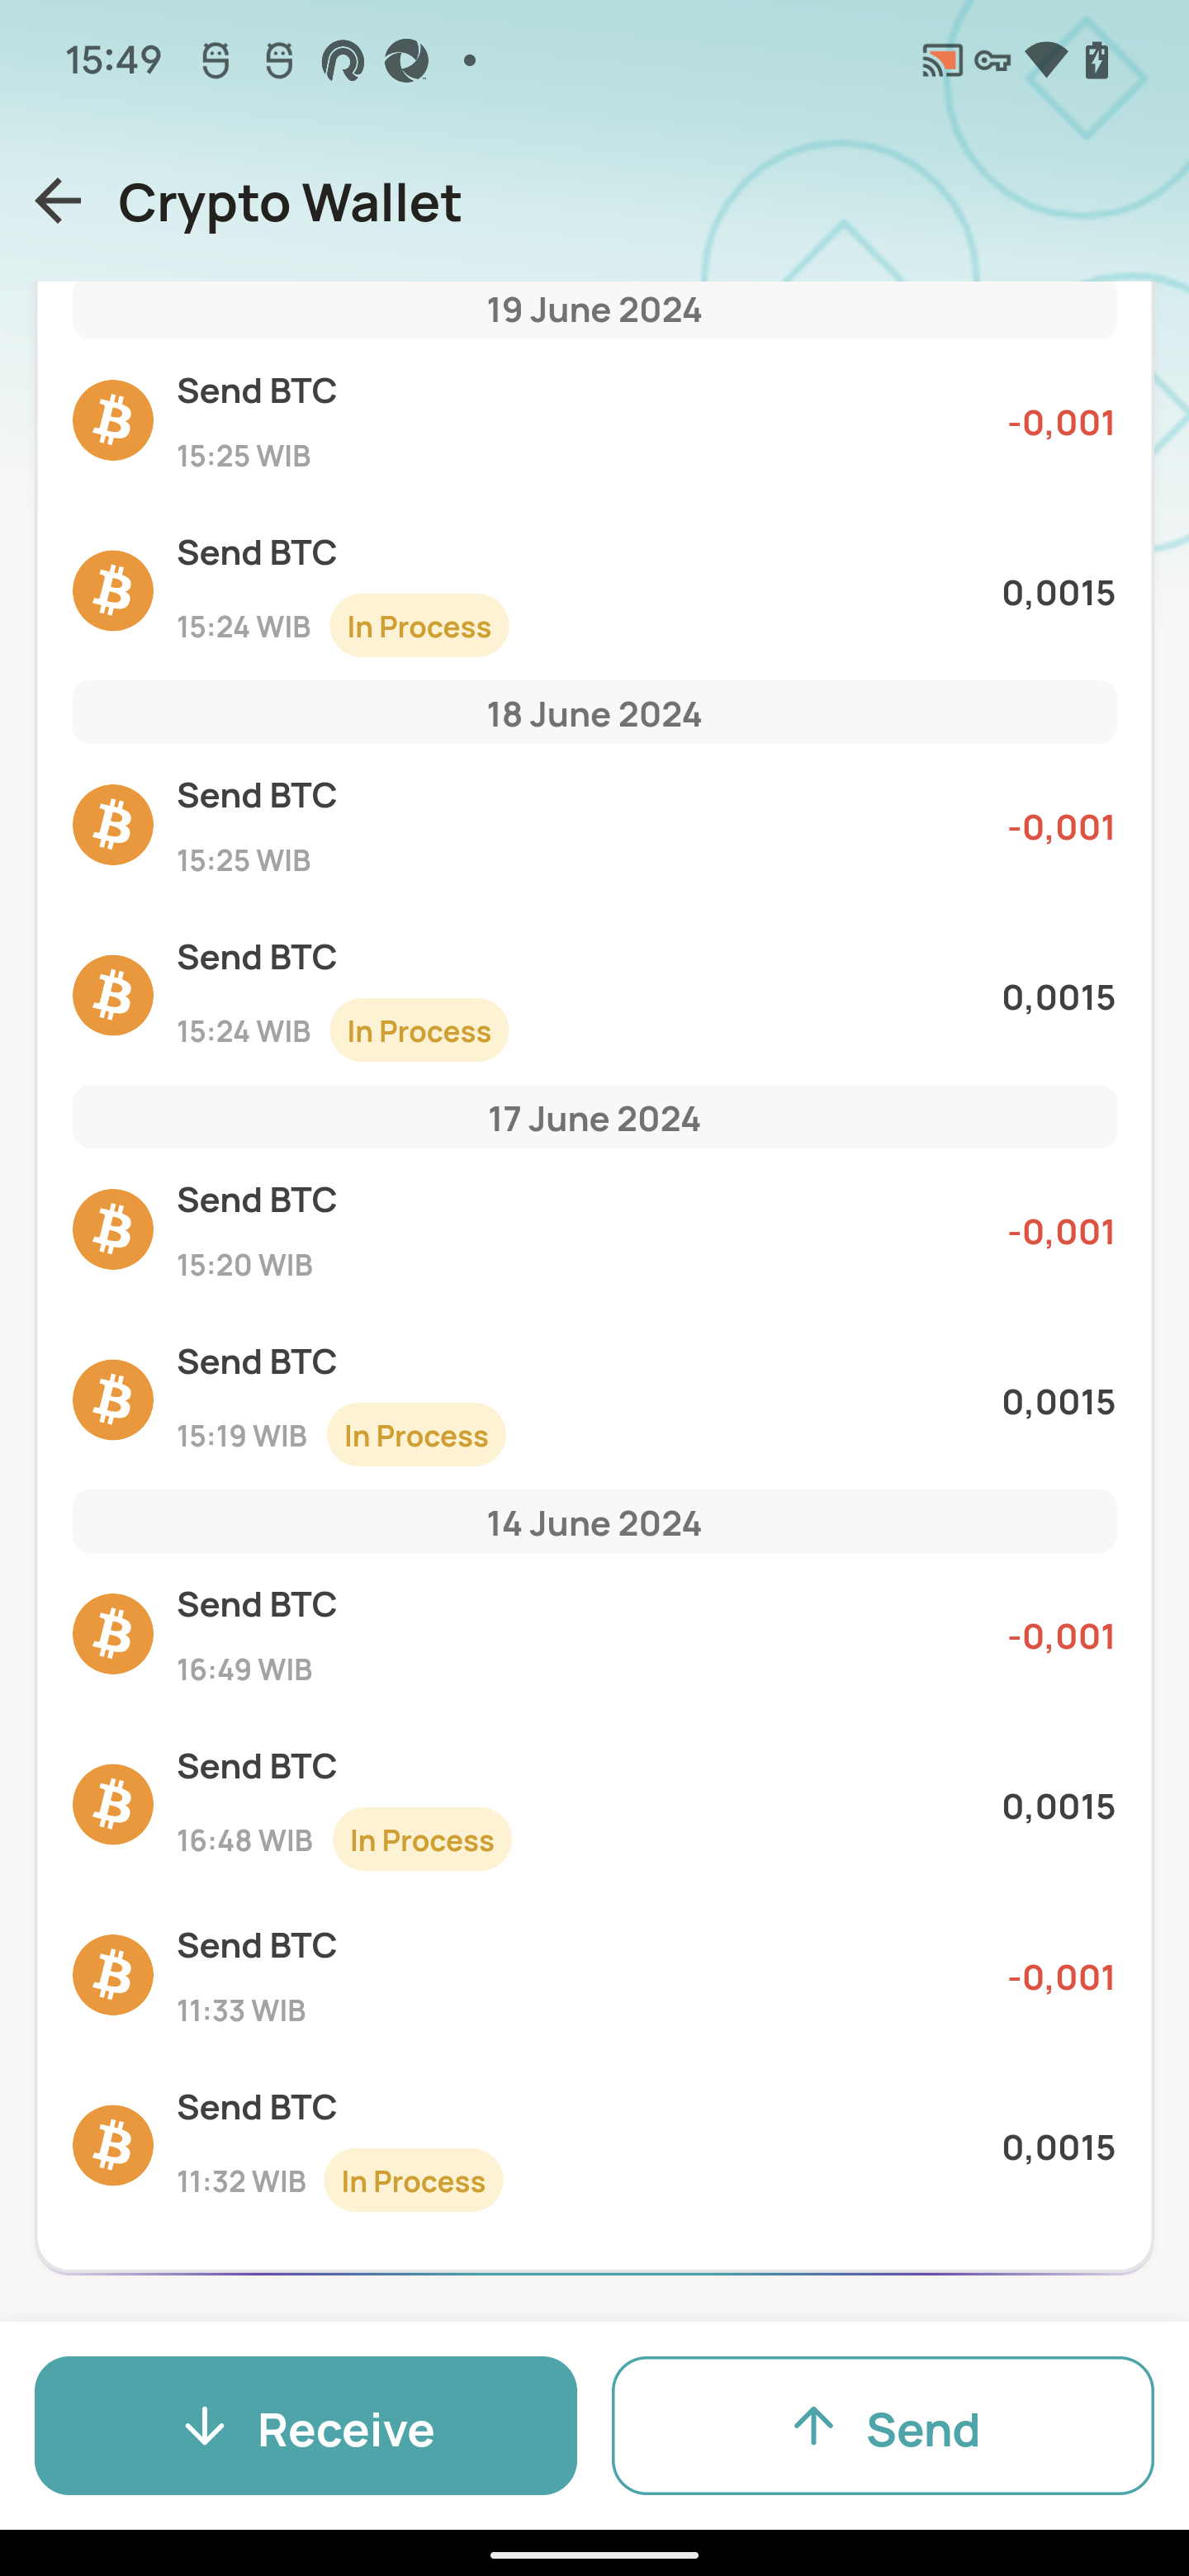 15:49
Crypto Wallet
19 June 2024
Send BTC
-0,001
15:25 WIB
Send BTC
0,0015
15:24 WIB In Process
18 June 2024
Send BTC
-0,001
15:25 WIB
Send BTC
0,0015
15:24 WIB In Process
17 June 2024
Send BTC
-0,001
15:20 WIB
Send BTC
0,0015
15:19 WIB In Process
14 June 2024
Send BTC
-0,001
16:49 WIB
Send BTC
0,0015
16:48 WIB In Process
Send BTC
-0,001
11:33 WIB
Send BTC
0,0015
11:32 WIB In Process
Receive
Send